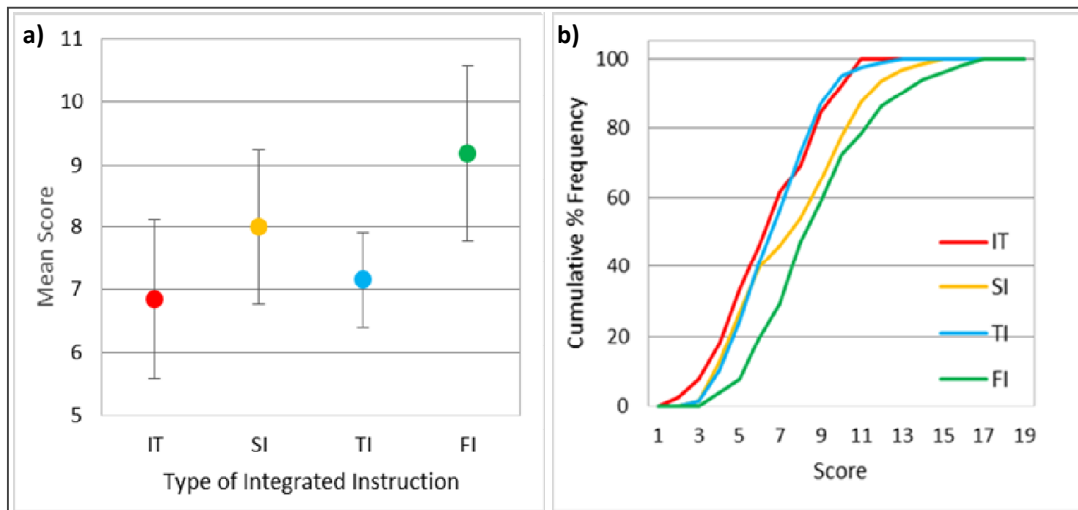 a)
11
10
9
8
7
6
5
Mean Score
IT SI TI FI
Type of Integrated Instruction
b)
100
80
60
40
20
0
Cumulative % Frequency
IT
SI
TI
FI
1 3 5 7 9 11 13 15 17 19
Score